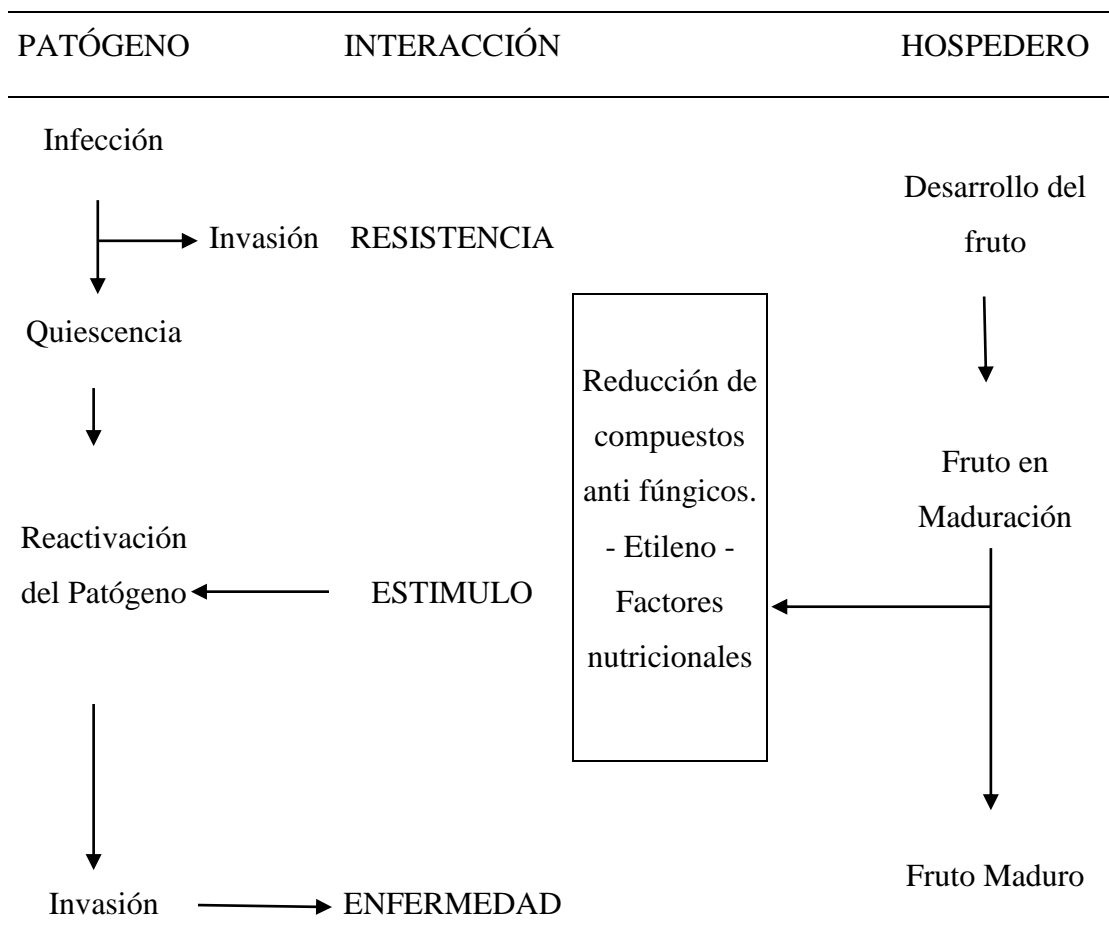 PATÓGENO INTERACCIÓN HOSPEDERO
Infección
Desarrollo del
fruto
Invasión RESISTENCIA
Quiescencia
Reducción de
compuestos
anti fúngicos.
- Etileno -
Factores
nutricionales
Fruto en
Maduración
Reactivación
del Patógeno
ESTIMULO
Fruto Maduro
Invasión
ENFERMEDAD